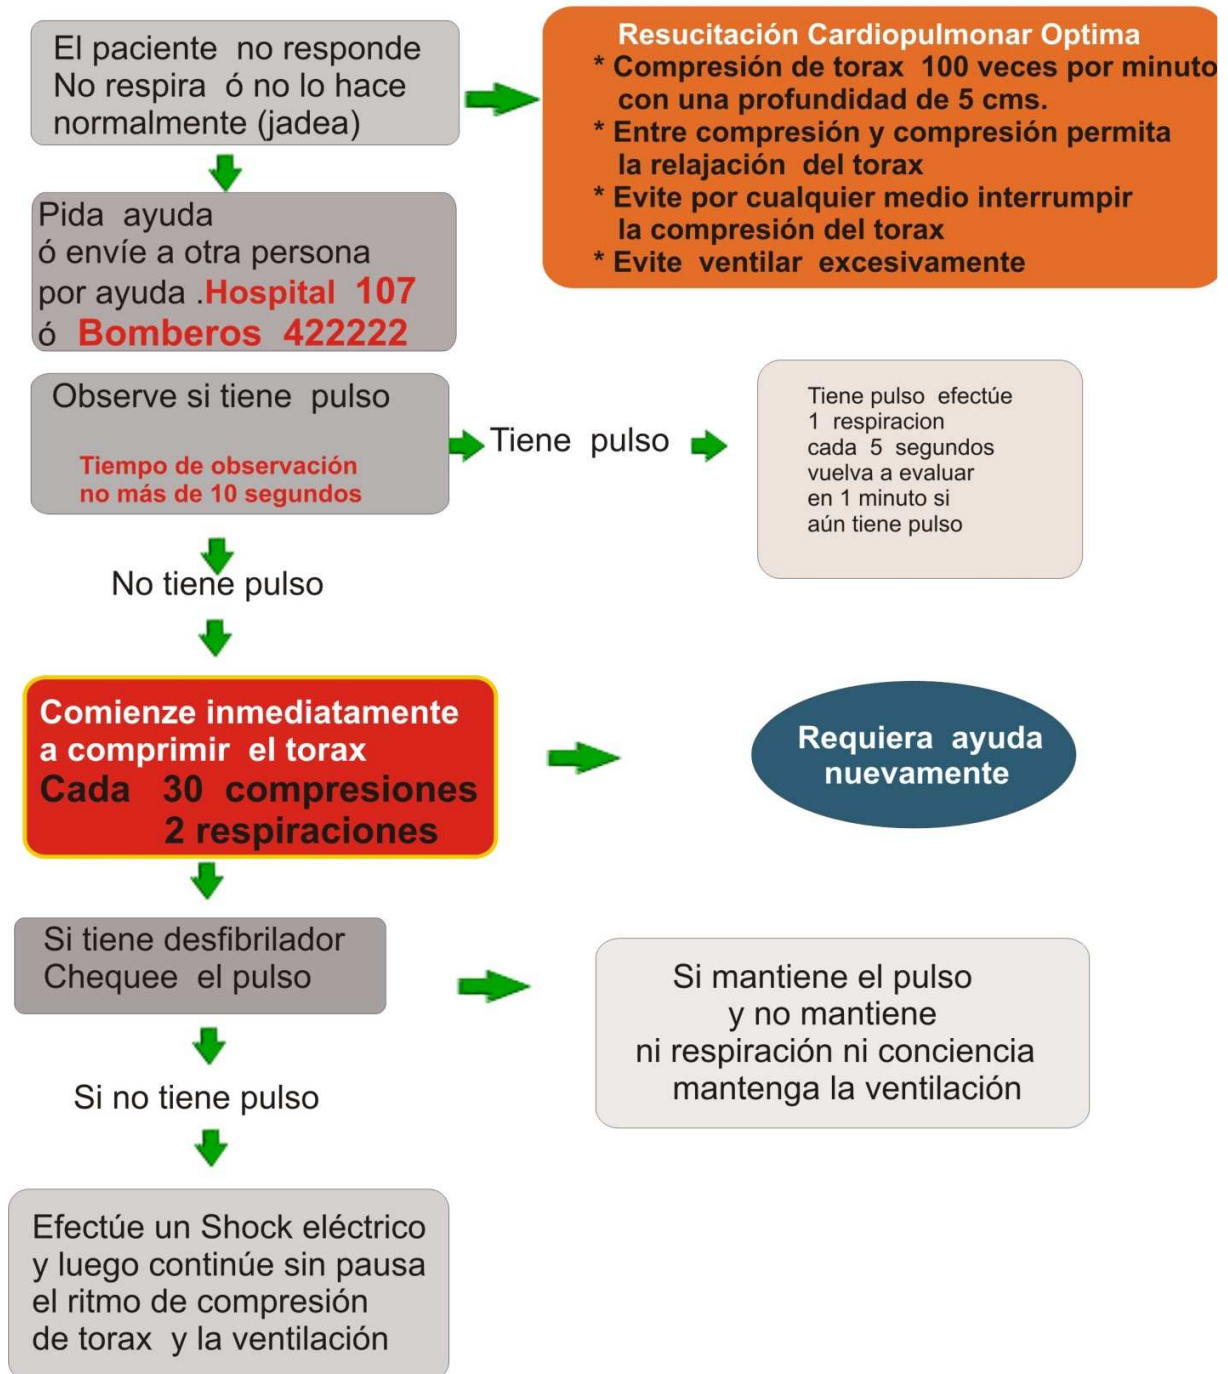 El paciente no responde
No respira ó no lo hace
normalmente (jadea)
Resucitación Cardiopulmonar Optima
* Compresión de torax 100 veces por minuto
con una profundidad de 5 cms.
* Entre compresión y compresión permita
la relajación del torax
* Evite por cualquier medio interrumpir
la compresión del torax
* Evite ventilar excesivamente
Pida ayuda
ó envíe a otra persona
por ayuda .Hospital 107
ó Bomberos 422222
Observe si tiene pulso
Tiempo de observación
no más de 10 segundos
Tiene pulso
Tiene pulso efectúe
1 respiracion
cada 5 segundos
vuelva a evaluar
en 1 minuto si
aún tiene pulso
No tiene pulso
Comienze inmediatamente
a comprimir el torax
Cada 30 compresiones
2 respiraciones
Requiera ayuda
nuevamente
Si tiene desfibrilador
Chequee el pulso
Si mantiene el pulso
y no mantiene
ni respiración ni conciencia
mantenga la ventilación
Si no tiene pulso
Efectúe un Shock eléctrico
y luego continúe sin pausa
el ritmo de compresión
de torax y la ventilación